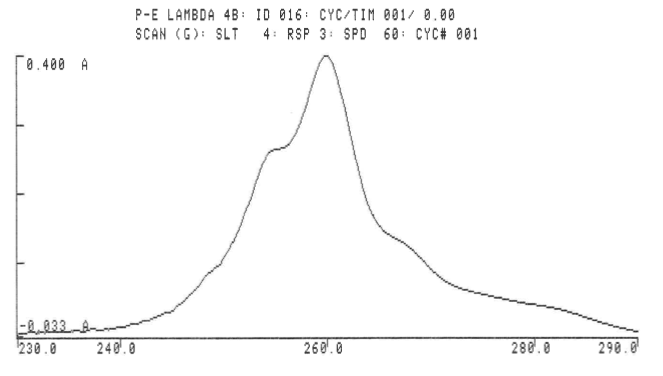 P-E LAMBDA 4B: ID 016: CYC/TIM 001/ 0.00
SCAN (G): SLT 4: RSP 3: SPD 60: CYC# 001
0.400 A
-0.033 A
230.0 240.0 260.0 280.0 290.0